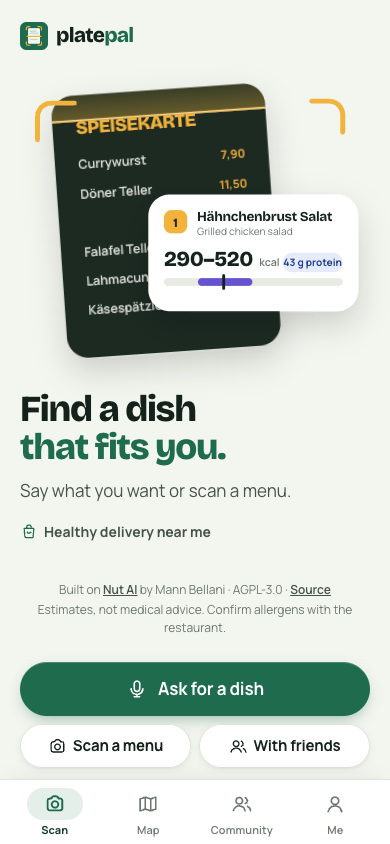 platepal
SPEISEKARTE
Currywurst 7,90
Döner Teller 11,50
1 Hähnchenbrust Salat
Grilled chicken salad
290–520 kcal 43 g protein
Falafel
Lahmacun
Find a dish
that fits you.
Say what you want or scan a menu.
Healthy delivery near me
Built on Nut AI by Mann Bellani · AGPL-3.0 · Source
Estimates, not medical advice. Confirm allergens with the
restaurant.
Ask for a dish
Scan a menu
With friends
Scan
Map
Community
Me